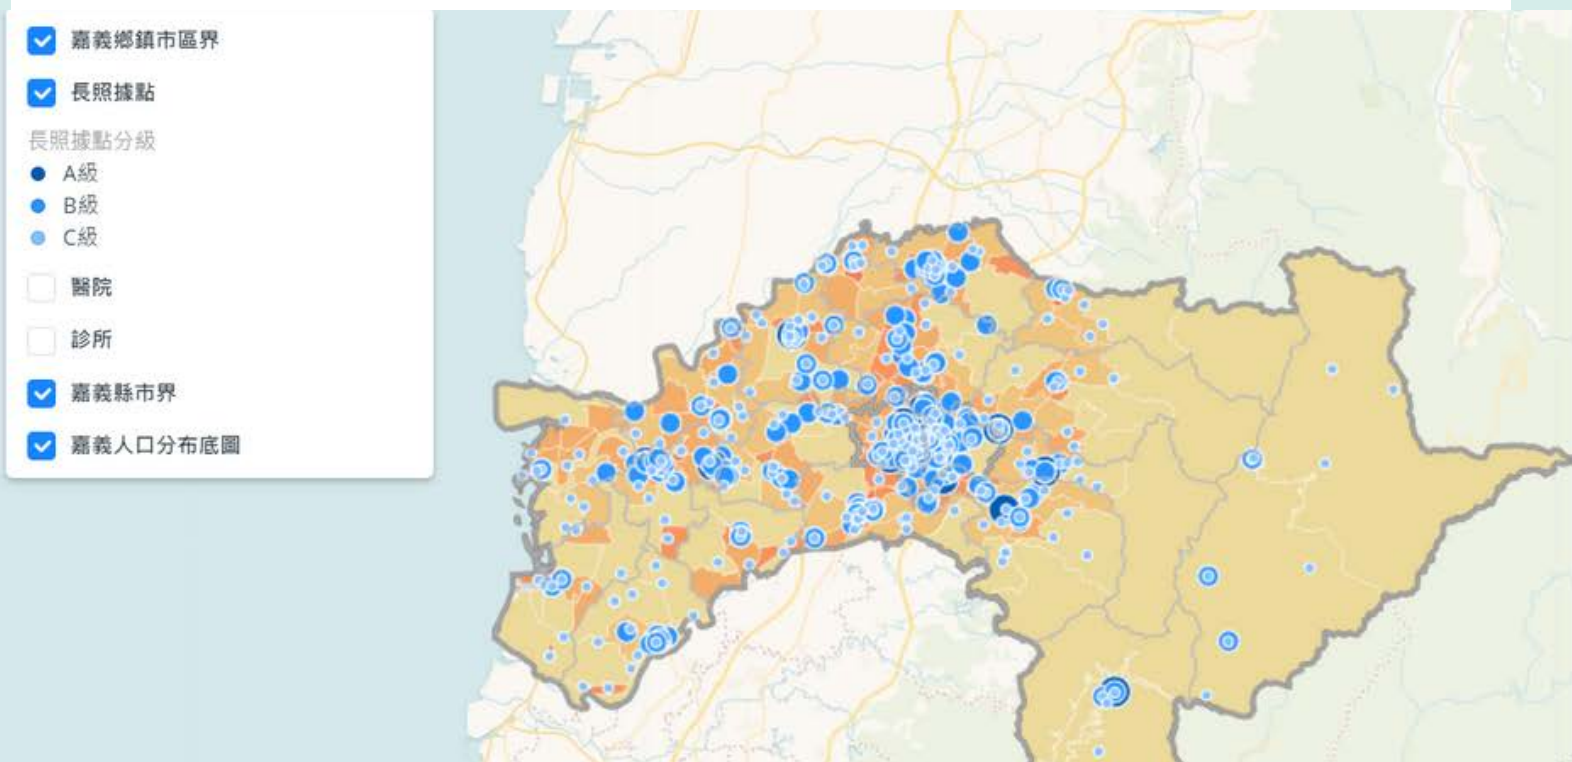 嘉義鄉鎮市區界
長照據點
長照據點分級
A級
B級
C級
醫院
診所
嘉義縣市界
嘉義人口分布底圖